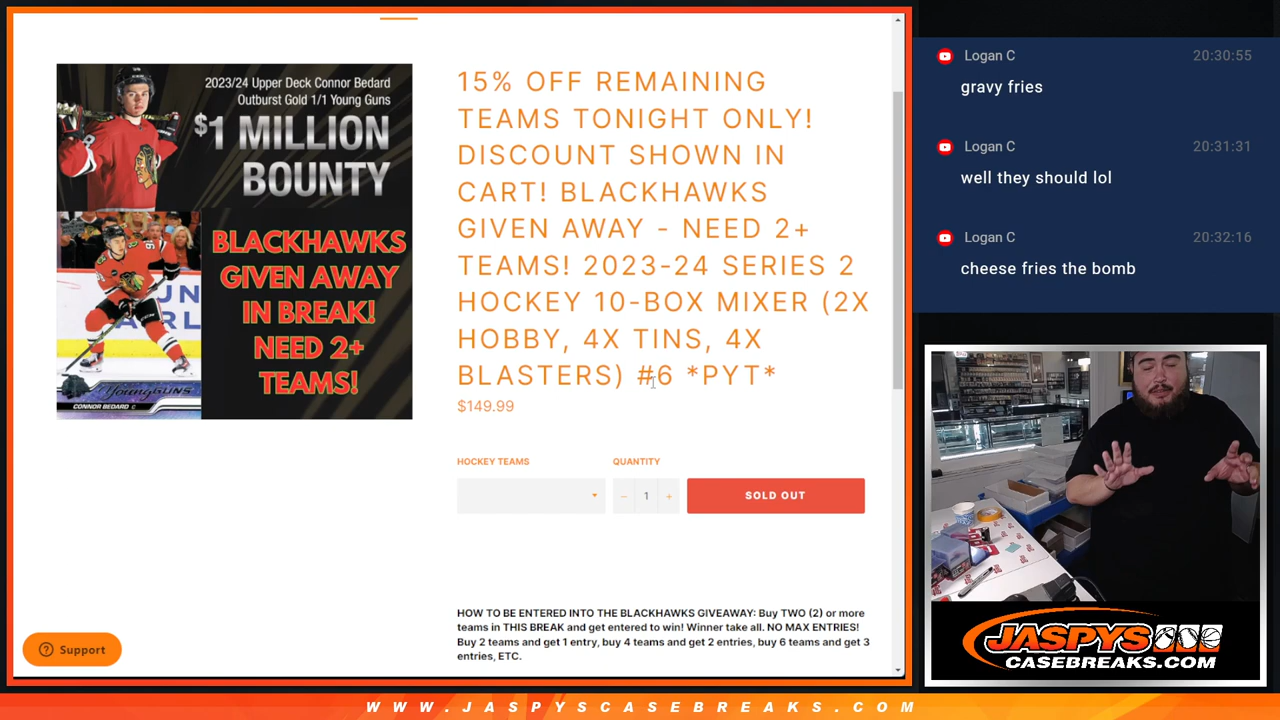 2023/24 Upper Deck Connor Bedard
Outburst Gold 1/1 Young Guns
$1 MILLION
BOUNTY
BLACKHAWKS
GIVEN AWAY
IN BREAK!
NEED 2+
TEAMS!
YOUNG GUNS
CONNOR BEDARD C
15% OFF REMAINING
TEAMS TONIGHT ONLY!
DISCOUNT SHOWN IN
CART! BLACKHAWKS
GIVEN AWAY - NEED 2+
TEAMS! 2023-24 SERIES 2
HOCKEY 10-BOX MIXER (2X
HOBBY, 4X TINS, 4X
BLASTERS) #6 *PYT*
$149.99
HOCKEY TEAMS
QUANTITY
− 1 +
SOLD OUT
HOW TO BE ENTERED INTO THE BLACKHAWKS GIVEAWAY: Buy TWO (2) or more
teams in THIS BREAK and get entered to win! Winner take all. NO MAX ENTRIES!
Buy 2 teams and get 1 entry, buy 4 teams and get 2 entries, buy 6 teams and get 3
entries, ETC.
Support
Logan C 20:30:55
gravy fries
Logan C 20:31:31
well they should lol
Logan C 20:32:16
cheese fries the bomb
JASPYS
CASEBREAKS.COM
WWW.JASPYSCASEBREAKS.COM